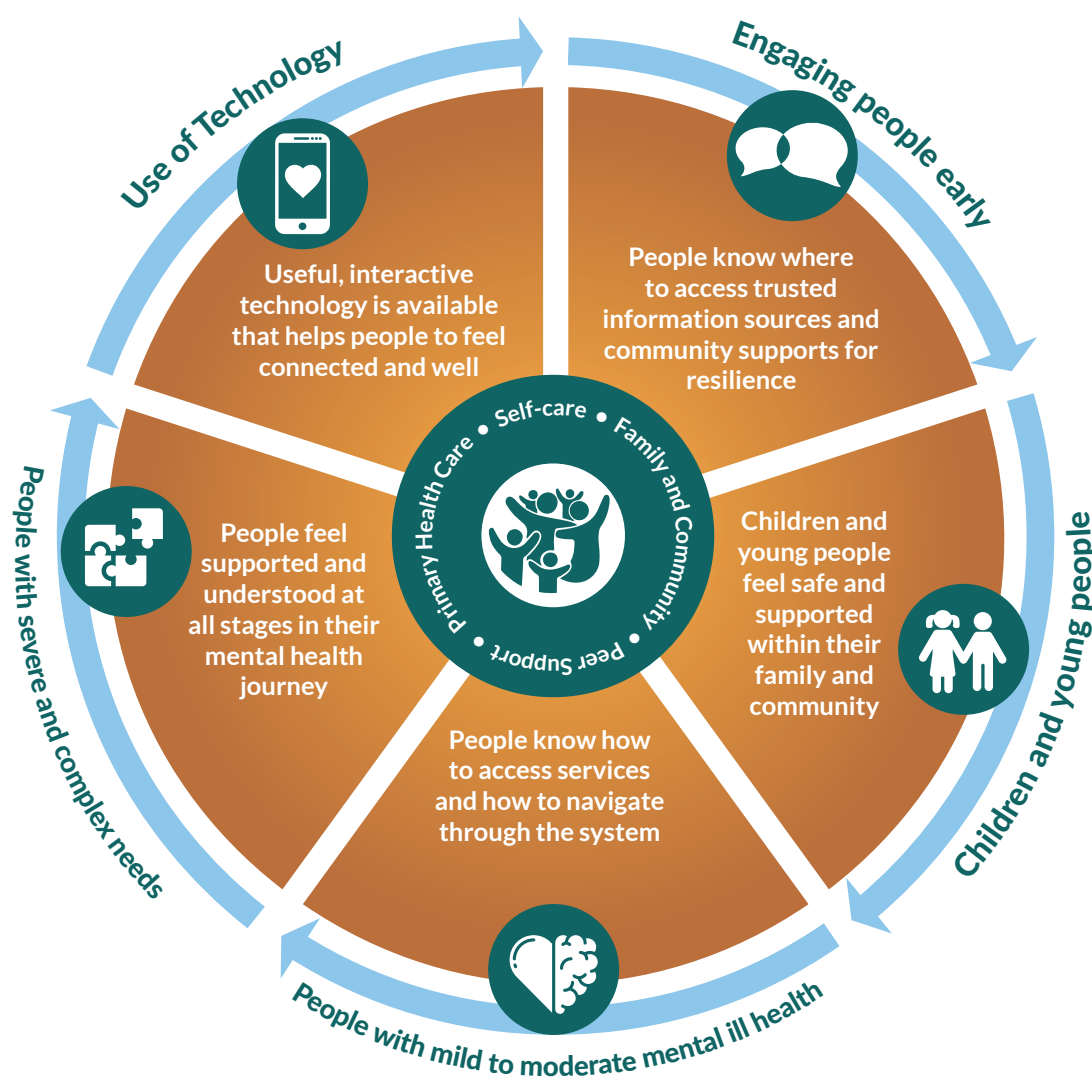 Engaging people early
People know where
to access trusted
information sources and
community supports for
resilience
Children and young people
Children and
young people
feel safe and
supported
within their
family and
community
People with mild to moderate mental ill health
People know how
to access services
and how to navigate
through the system
People with severe and complex needs
People feel
supported and
understood at
all stages in their
mental health
journey
Use of Technology
Useful, interactive
technology is available
that helps people to feel
connected and well
Self-care • Family and Community • Peer Support • Primary Health Care •